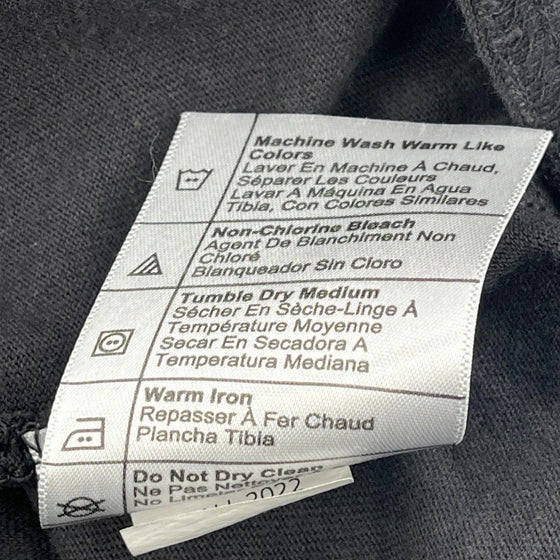 Machine Wash Warm Like
Colors
Laver En Machine À Chaud,
Séparer Les Couleurs
Lavar A Máquina En Agua
Tibia, Con Colores Similares
Non-Chlorine Bleach
Agent De Blanchiment Non
Chloré
Blanqueador Sin Cloro
Tumble Dry Medium
Sécher En Sèche-Linge À
Température Moyenne
Secar En Secadora A
Temperatura Mediana
Warm Iron
Repasser À Fer Chaud
Plancha Tibia
Do Not Dry Clean
Ne Pas
No
2022